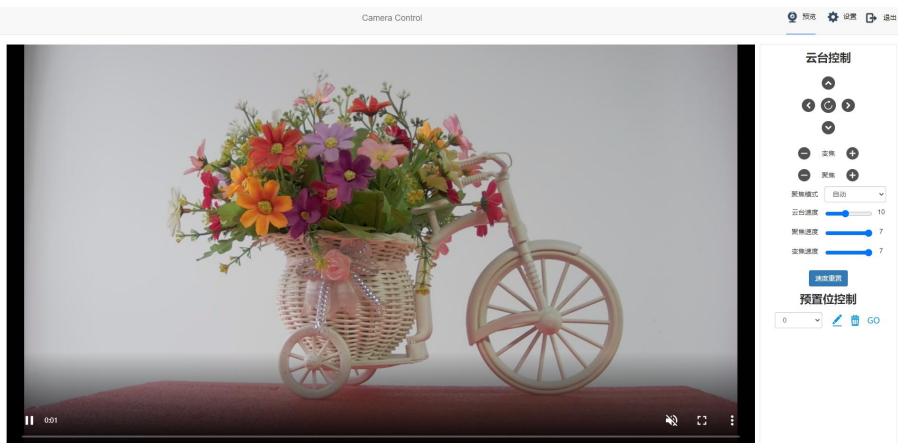 Camera Control
预览 设置 退出
云台控制
变焦
聚焦
聚焦模式 自动
云台速度 10
聚焦速度 7
变焦速度 7
速度重置
预置位控制
0 GO
0:01